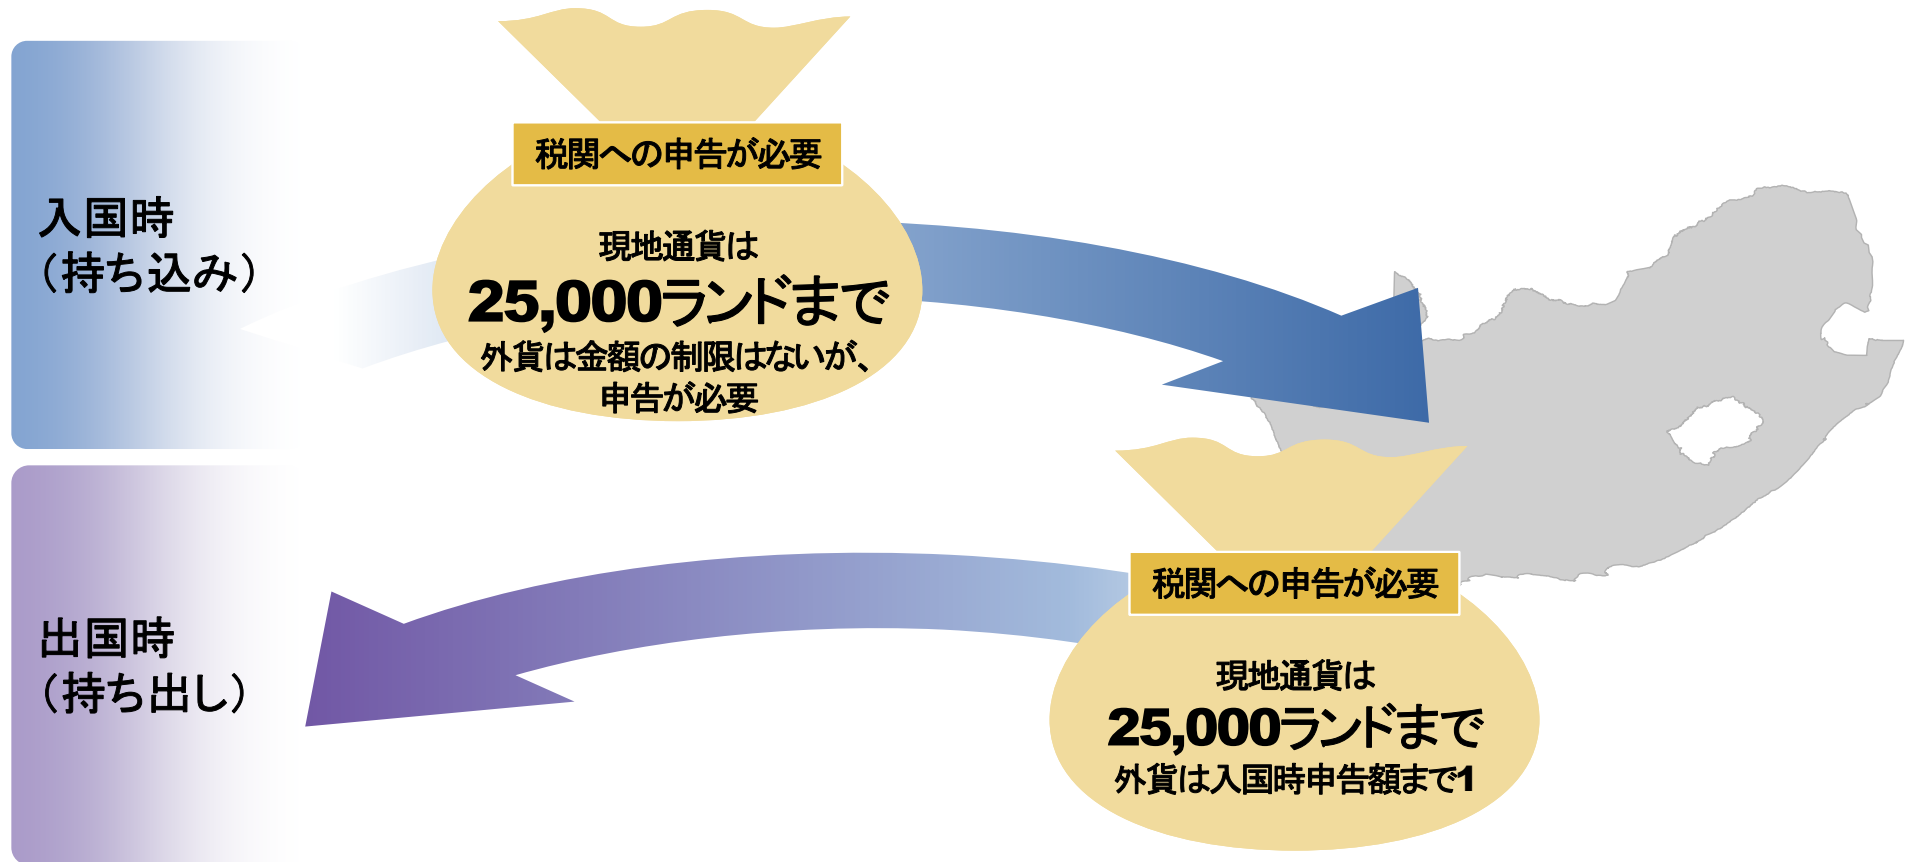 入国時
（持ち込み）
税関への申告が必要
現地通貨は
25,000ランドまで
外貨は金額の制限はないが、
申告が必要
出国時
（持ち出し）
税関への申告が必要
現地通貨は
25,000ランドまで
外貨は入国時申告額まで1